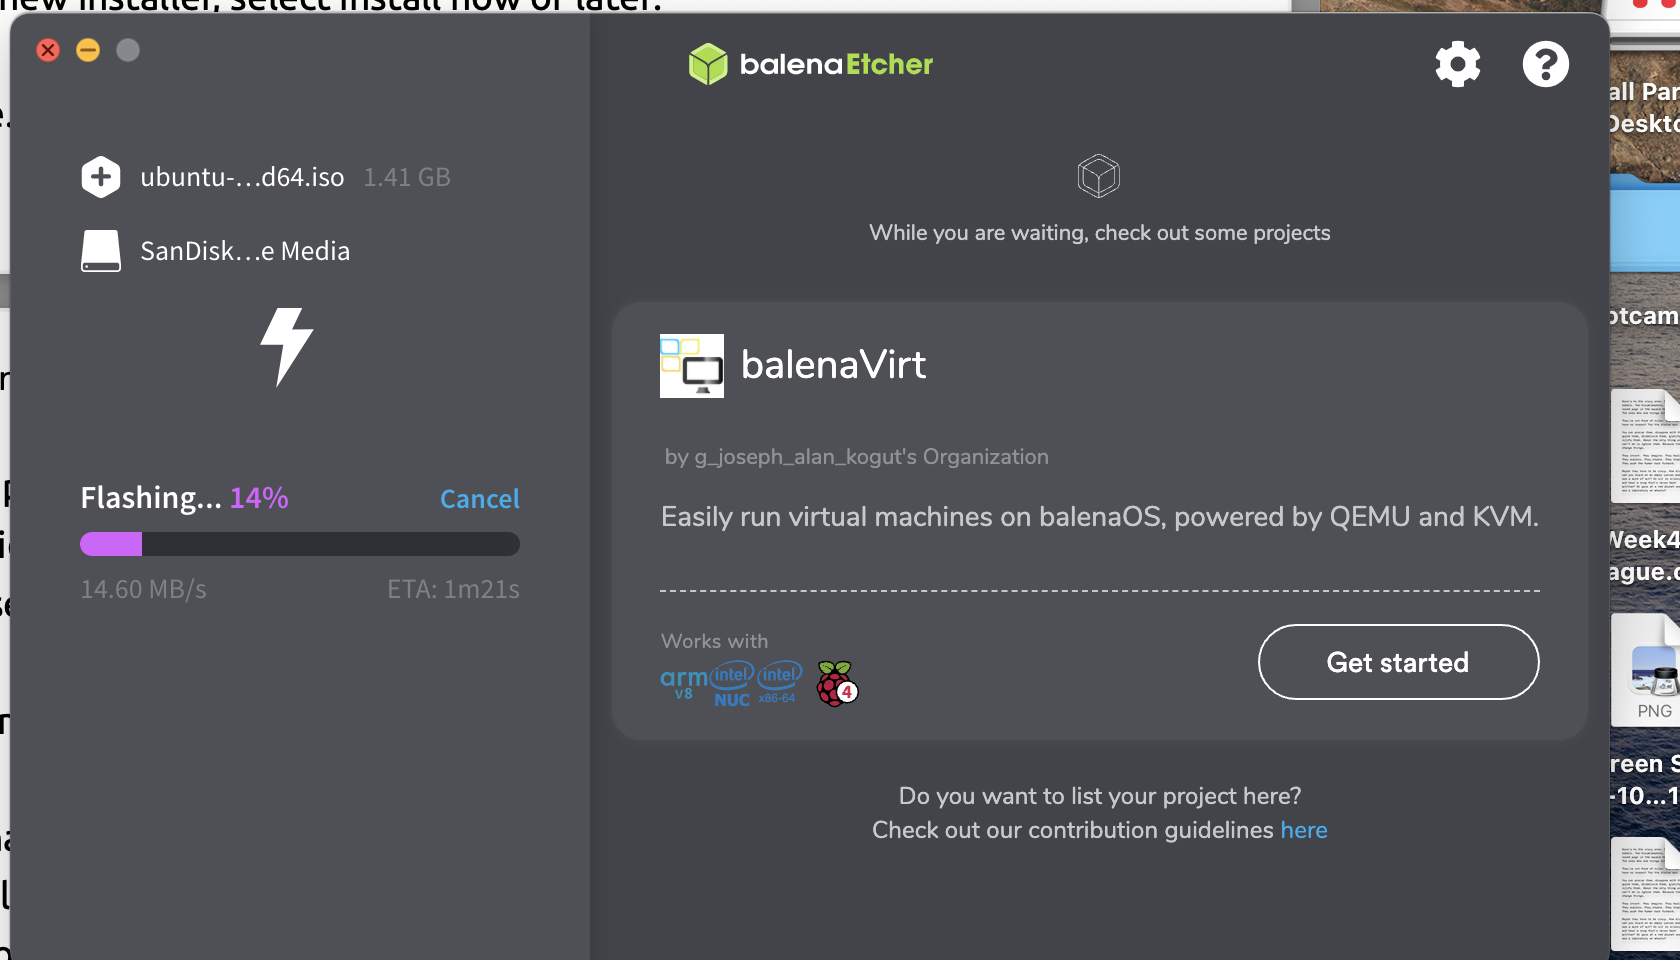 new installer, select install now or later.
balenaEtcher
ubuntu-...d64.iso 1.41 GB
SanDisk...e Media
While you are waiting, check out some projects
balenaVirt
by g_joseph_alan_kogut's Organization
Easily run virtual machines on balenaOS, powered by QEMU and KVM.
Flashing... 14% Cancel
14.60 MB/s ETA: 1m21s
Works with
arm v8
intel NUC
intel x86-64
4
Get started
Do you want to list your project here?
Check out our contribution guidelines here
all Par
Deskto
otcam
Week4
ague.c
PNG
reen S
-10...1